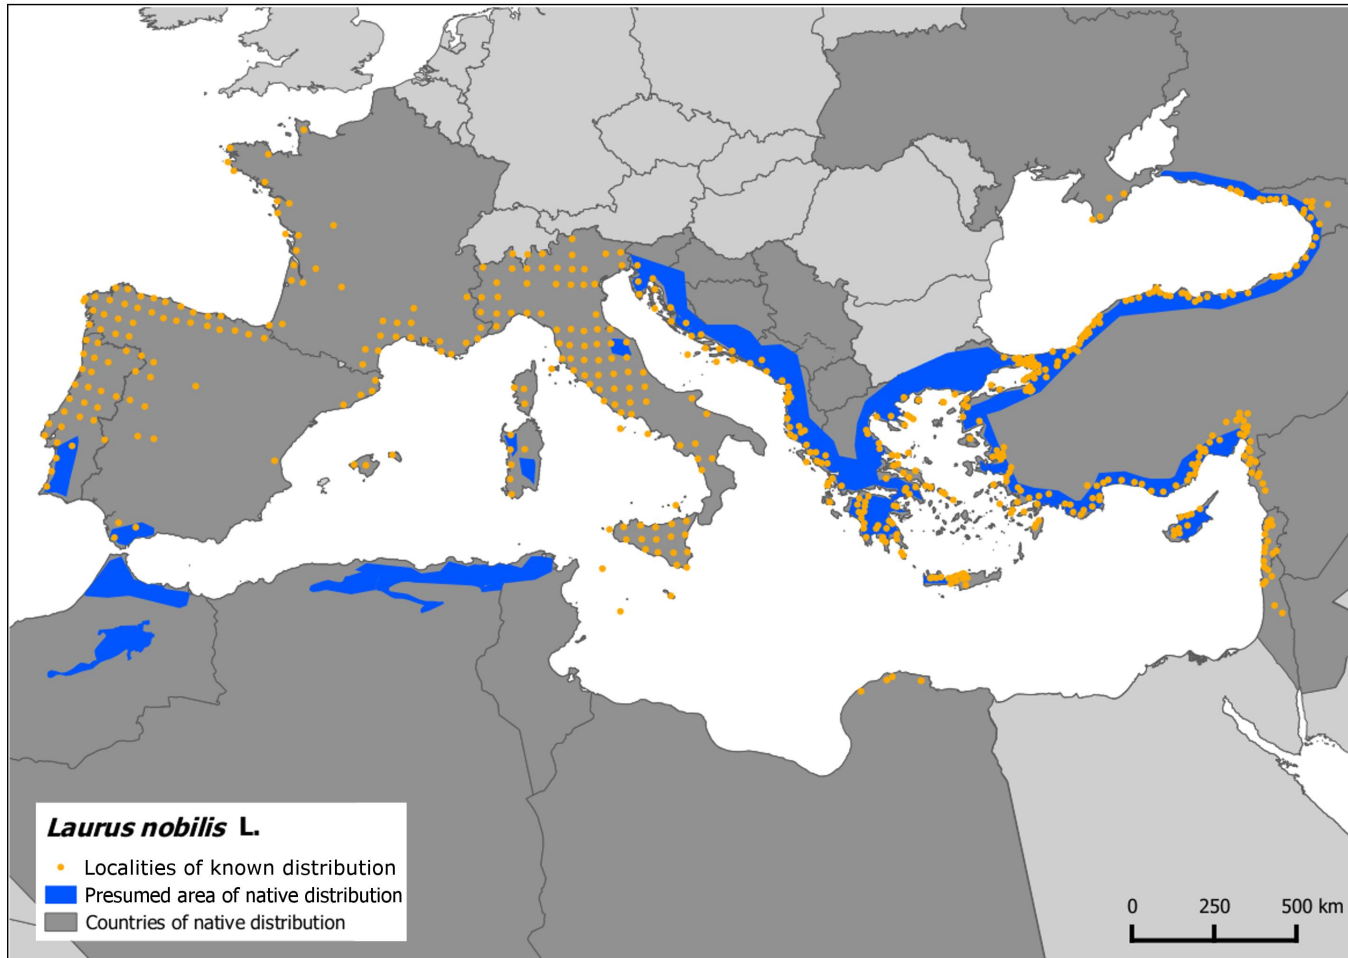 Laurus nobilis L.
Localities of known distribution
Presumed area of native distribution
Countries of native distribution
0 250 500 km